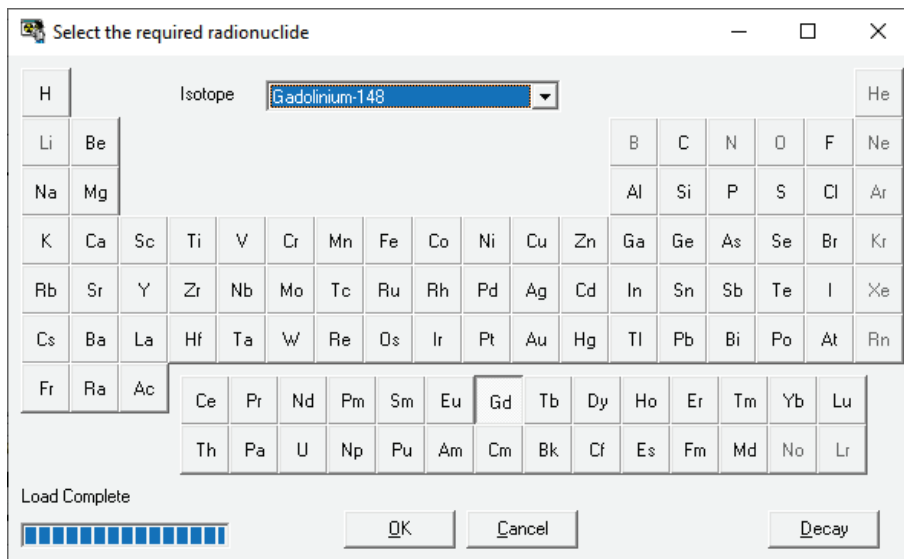 Select the required radionuclide
H Isotope Gadolinium-148 He
Li Be B C N O F Ne
Na Mg Al Si P S Cl Ar
K Ca Sc Ti V Cr Mn Fe Co Ni Cu Zn Ga Ge As Se Br Kr
Rb Sr Y Zr Nb Mo Tc Ru Rh Pd Ag Cd In Sn Sb Te I Xe
Cs Ba La Hf Ta W Re Os Ir Pt Au Hg Tl Pb Bi Po At Rn
Fr Ra Ac
Ce Pr Nd Pm Sm Eu Gd Tb Dy Ho Er Tm Yb Lu
Th Pa U Np Pu Am Cm Bk Cf Es Fm Md No Lr
Load Complete
OK Cancel Decay